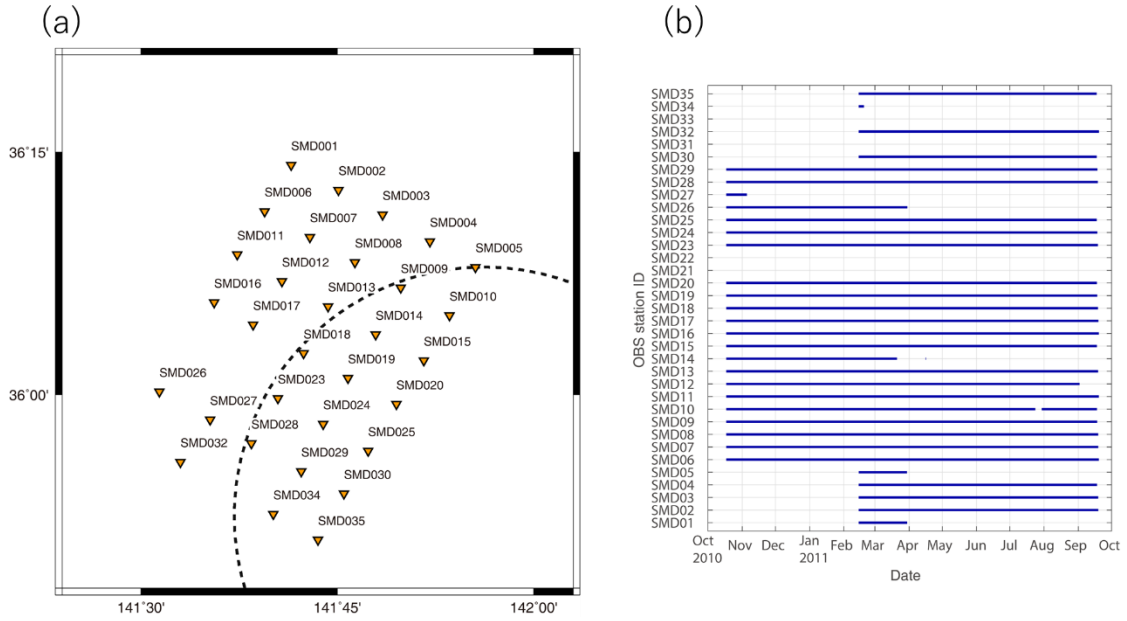 (a)
36°15'
36°00'
SMD001
SMD002
SMD006
SMD003
SMD007
SMD004
SMD011
SMD008
SMD005
SMD012
SMD009
SMD016
SMD013
SMD010
SMD017
SMD014
SMD018
SMD015
SMD019
SMD026
SMD023
SMD020
SMD027
SMD024
SMD028
SMD025
SMD032
SMD029
SMD030
SMD034
SMD035
141°30'
141°45'
142°00'
(b)
OBS station ID
SMD35
SMD34
SMD33
SMD32
SMD31
SMD30
SMD29
SMD28
SMD27
SMD26
SMD25
SMD24
SMD23
SMD22
SMD21
SMD20
SMD19
SMD18
SMD17
SMD16
SMD15
SMD14
SMD13
SMD12
SMD11
SMD10
SMD09
SMD08
SMD07
SMD06
SMD05
SMD04
SMD03
SMD02
SMD01
Oct Nov Dec Jan Feb Mar Apr May Jun Jul Aug Sep Oct
2010 2011
Date